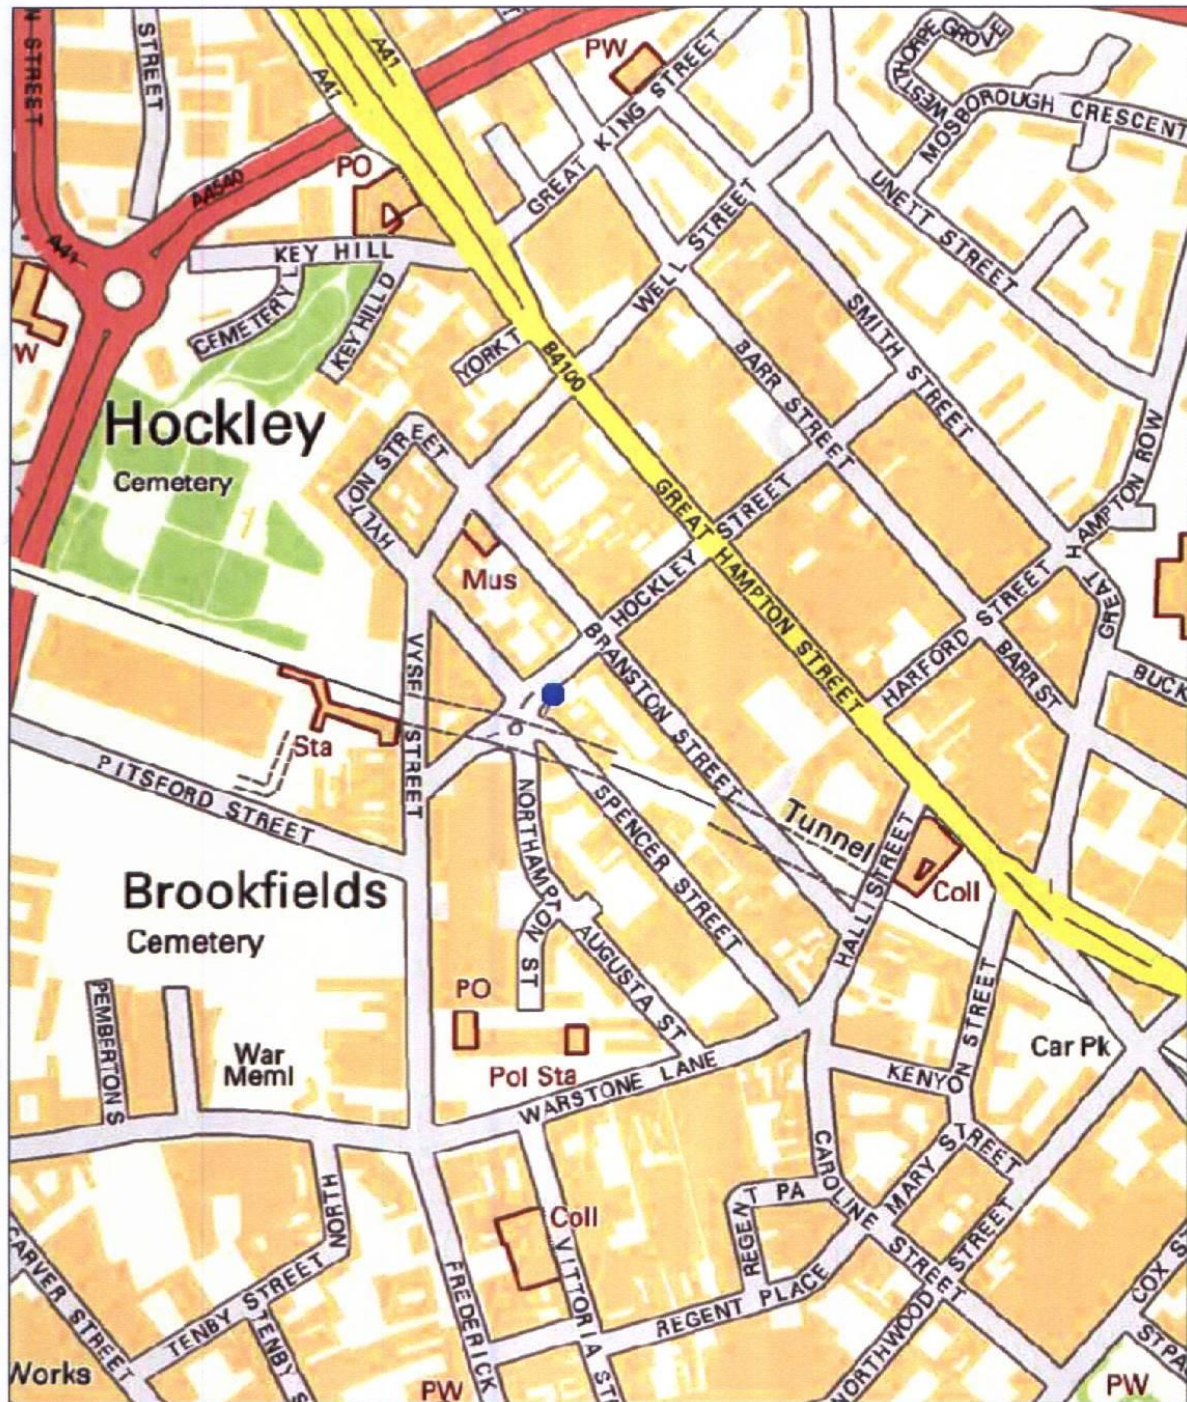 N STREET
STREET
A41
A41
PW
GREAT KING STREET
WESTHORPE GROVE
MOSBOROUGH CRESCENT
A4540
PO
A41
KEY HILL
CEMETERY L
KEY HILL D
W
YORK T
B4100
WELL STREET
UNETT STREET
SMITH STREET
BARR STREET
Hockley
Cemetery
HYLTON STREET
Mus
HOCKLEY STREET
GREAT HAMPTON STREET
GREAT HAMPTON ROW
HARFORD STREET
BARR ST
BUCK
BRANSTON STREET
VYSE STREET
Sta
PITSFORD STREET
NORTHAMPTON ST
SPENCER STREET
Tunnel
HALL STREET
Coll
Brookfields
Cemetery
AUGUSTA ST
PO
Pol Sta
WARSTONE LANE
PEMBERTON S
War
Meml
KENYON STREET
Car Pk
CAROLINE STREET
MARY STREET
REGENT PA
REGENT PLACE
Coll
VITTORIA ST
FREDERICK
NORTH
TENBY STREET
TENBY S
CARVER STREET
Works
PW
NORTHWOOD STREET
COX ST
ST PA
PW